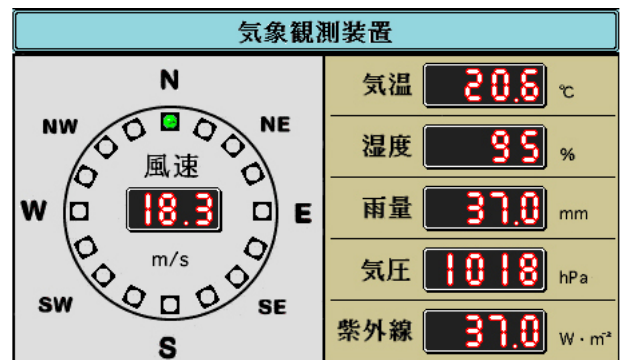 気象観測装置
N
NW
NE
風速
W
18.3
E
m/s
SW
SE
S
気温 20.6 ℃
湿度 95 %
雨量 37.0 mm
気圧 1018 hPa
紫外線 37.0 W・m⁻²